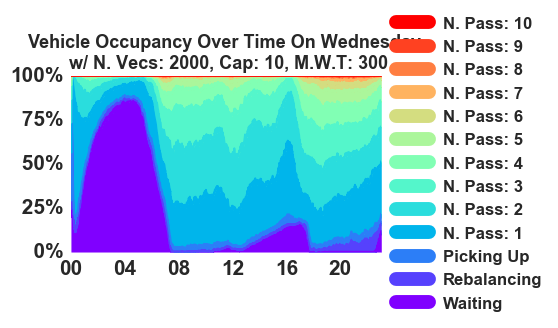 Vehicle Occupancy Over Time On Wednesday
w/ N. Vecs: 2000, Cap: 10, M.W.T: 300
100%
75%
50%
25%
0%
00 04 08 12 16 20
N. Pass: 10
N. Pass: 9
N. Pass: 8
N. Pass: 7
N. Pass: 6
N. Pass: 5
N. Pass: 4
N. Pass: 3
N. Pass: 2
N. Pass: 1
Picking Up
Rebalancing
Waiting